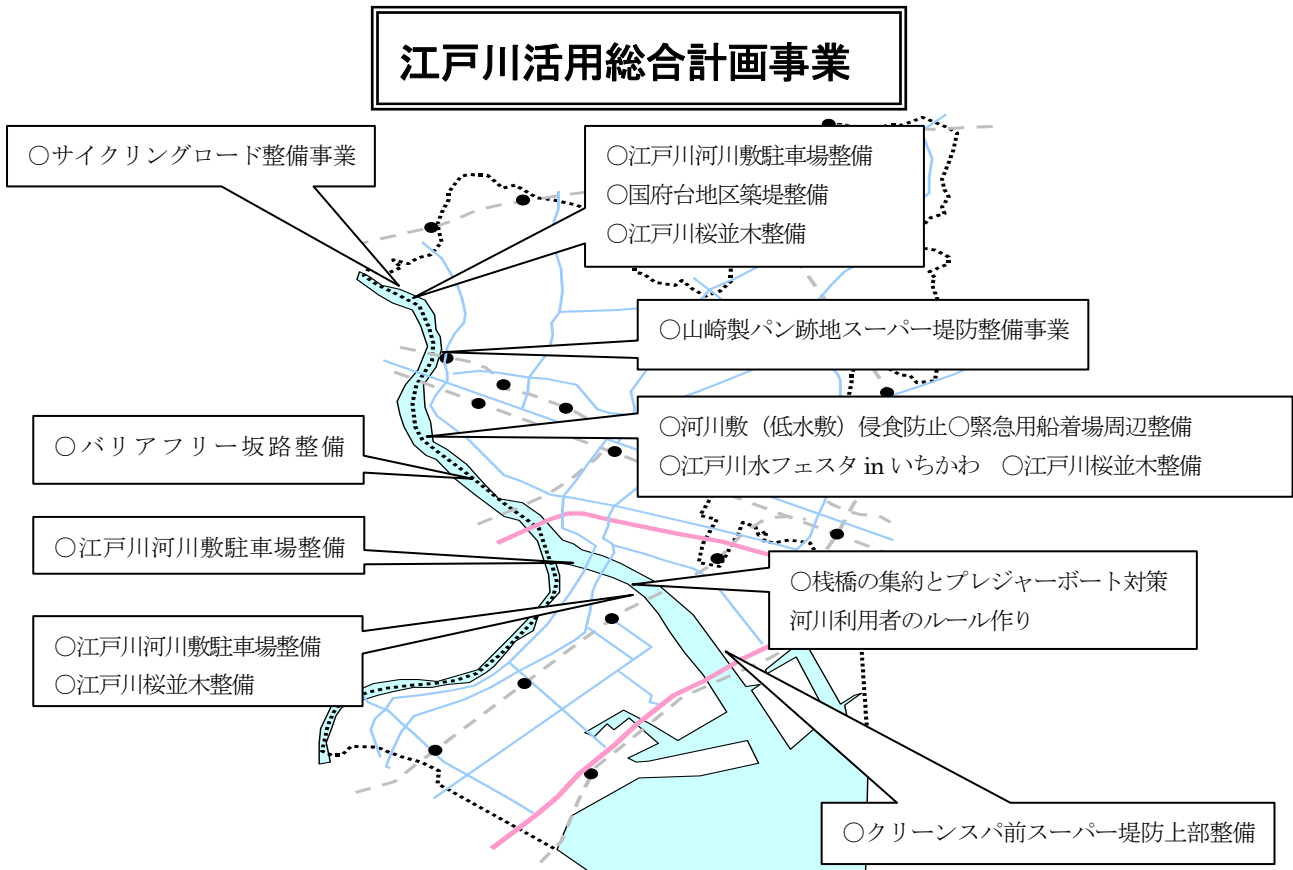 江戸川活用総合計画事業
○サイクリングロード整備事業
○江戸川河川敷駐車場整備
○国府台地区築堤整備
○江戸川桜並木整備
○山崎製パン跡地スーパー堤防整備事業
○河川敷（低水敷）侵食防止○緊急用船着場周辺整備
○江戸川水フェスタ in いちかわ　○江戸川桜並木整備
○バリアフリー坂路整備
○江戸川河川敷駐車場整備
○桟橋の集約とプレジャーボート対策
河川利用者のルール作り
○江戸川河川敷駐車場整備
○江戸川桜並木整備
○クリーンスパ前スーパー堤防上部整備